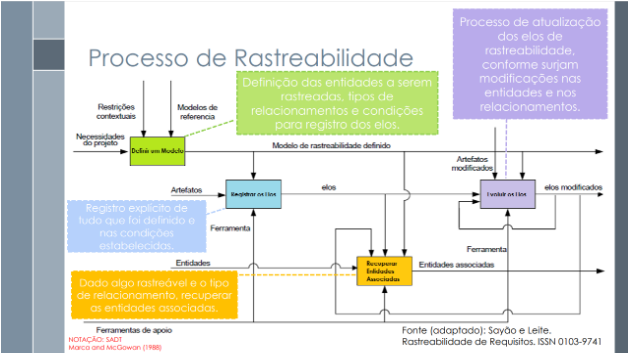 Processo de Rastreabilidade
Processo de atualização
dos elos de
rastreabilidade,
conforme surjam
modificações nas
entidades e nos
relacionamentos.
Definição das entidades a serem
rastreadas, tipos de
relacionamentos e condições
para registro dos elos.
Restrições
contextuais
Modelos de
referencia
Necessidades
do projeto
Definir um Modelo
Modelo de rastreabilidade definido
Artefatos
modificados
Artefatos
Registrar os Elos
elos
Evoluir os Elos
elos modificados
Registro explícito de
tudo que foi definido e
nas condições
estabelecidas.
Ferramenta
Ferramenta
Entidades
Recuperar
Entidades
Associadas
Entidades associadas
Dado algo rastreável e o tipo
de relacionamento, recuperar
as entidades associadas.
Ferramentas de apoio
NOTAÇÃO: SADT
Marca and McGowan (1988)
Fonte (adaptado): Sayão e Leite.
Rastreabilidade de Requisitos. ISSN 0103-9741